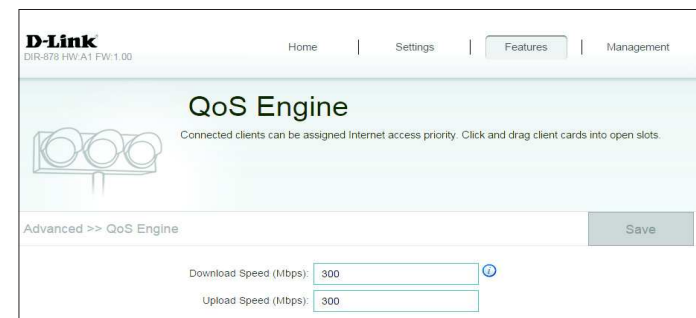 D-Link
DIR-878 HW:A1 FW:1.00
Home | Settings | Features | Management
QoS Engine
Connected clients can be assigned Internet access priority. Click and drag client cards into open slots.
Advanced >> QoS Engine
Save
Download Speed (Mbps): 300
Upload Speed (Mbps): 300